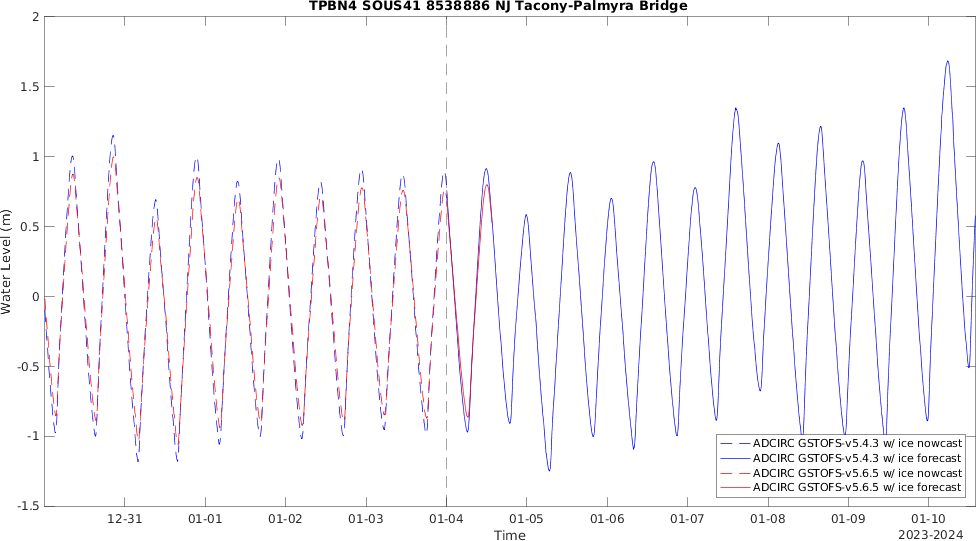 TPBN4 SOUS41 8538886 NJ Tacony-Palmyra Bridge
2
1.5
1
0.5
0
-0.5
-1
-1.5
Water Level (m)
12-31
01-01
01-02
01-03
01-04
01-05
01-06
01-07
01-08
01-09
01-10
Time
2023-2024
ADCIRC GSTOFS-v5.4.3 w/ ice nowcast
ADCIRC GSTOFS-v5.4.3 w/ ice forecast
ADCIRC GSTOFS-v5.6.5 w/ ice nowcast
ADCIRC GSTOFS-v5.6.5 w/ ice forecast